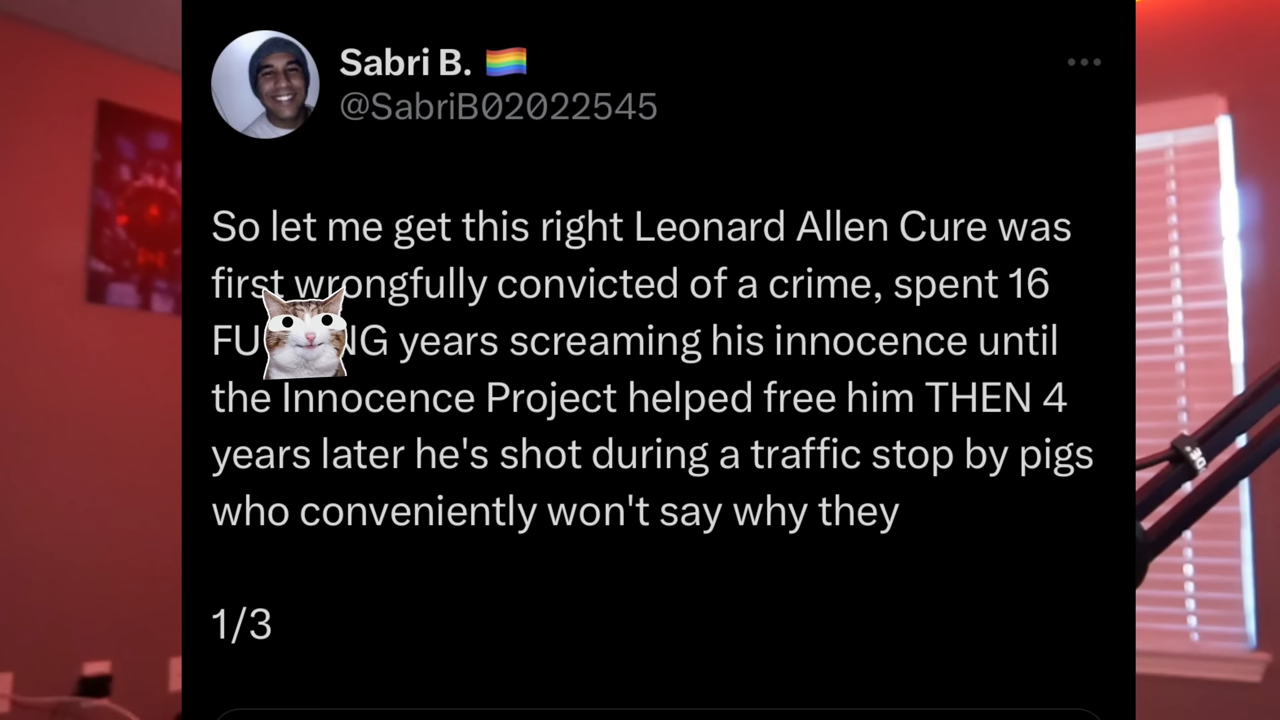 Sabri B. 🏳️‍🌈
@SabriB02022545
So let me get this right Leonard Allen Cure was
first wrongfully convicted of a crime, spent 16
FU NG years screaming his innocence until
the Innocence Project helped free him THEN 4
years later he's shot during a traffic stop by pigs
who conveniently won't say why they
1/3